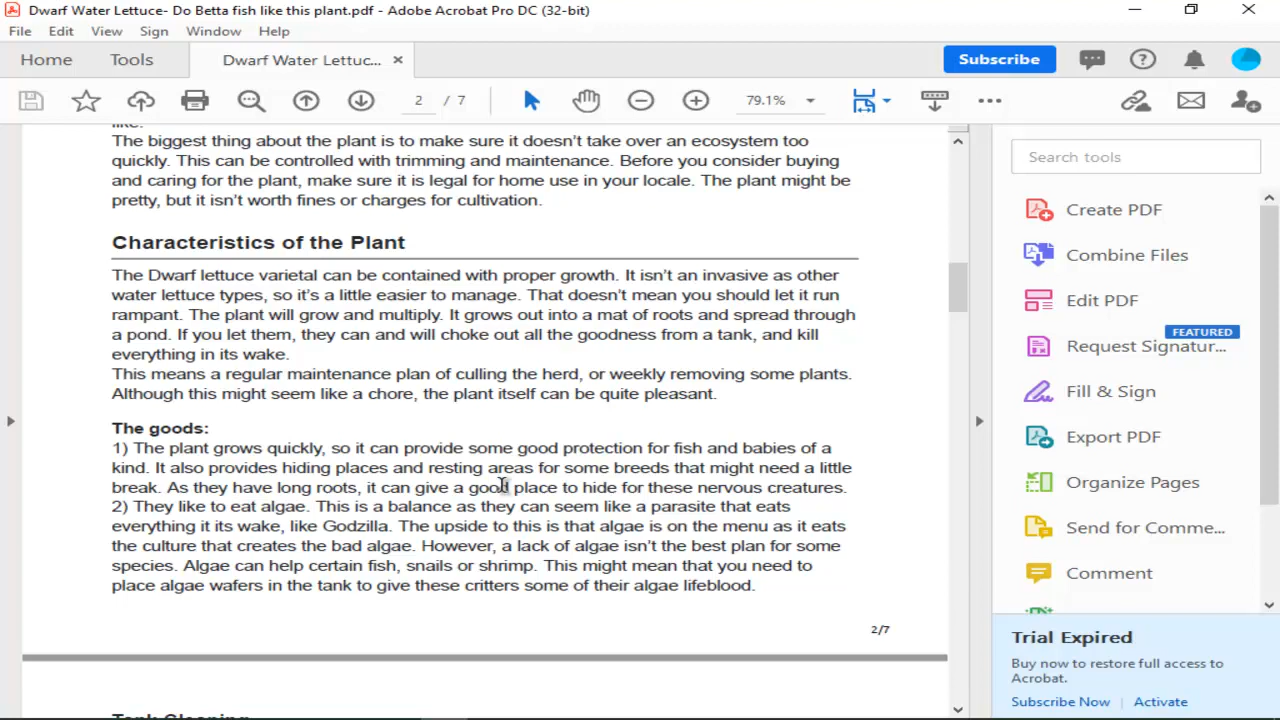 Dwarf Water Lettuce- Do Betta fish like this plant.pdf - Adobe Acrobat Pro DC (32-bit)
File Edit View Sign Window Help
Home Tools Dwarf Water Lettuc... × Subscribe
2 / 7 79.1%
like.
The biggest thing about the plant is to make sure it doesn't take over an ecosystem too
quickly. This can be controlled with trimming and maintenance. Before you consider buying
and caring for the plant, make sure it is legal for home use in your locale. The plant might be
pretty, but it isn't worth fines or charges for cultivation.
Characteristics of the Plant
The Dwarf lettuce varietal can be contained with proper growth. It isn't an invasive as other
water lettuce types, so it's a little easier to manage. That doesn't mean you should let it run
rampant. The plant will grow and multiply. It grows out into a mat of roots and spread through
a pond. If you let them, they can and will choke out all the goodness from a tank, and kill
everything in its wake.
This means a regular maintenance plan of culling the herd, or weekly removing some plants.
Although this might seem like a chore, the plant itself can be quite pleasant.
The goods:
1) The plant grows quickly, so it can provide some good protection for fish and babies of a
kind. It also provides hiding places and resting areas for some breeds that might need a little
break. As they have long roots, it can give a good place to hide for these nervous creatures.
2) They like to eat algae. This is a balance as they can seem like a parasite that eats
everything it its wake, like Godzilla. The upside to this is that algae is on the menu as it eats
the culture that creates the bad algae. However, a lack of algae isn't the best plan for some
species. Algae can help certain fish, snails or shrimp. This might mean that you need to
place algae wafers in the tank to give these critters some of their algae lifeblood.
2/7
Tank Cleaning
Search tools
Create PDF
Combine Files
Edit PDF
FEATURED
Request Signatur...
Fill & Sign
Export PDF
Organize Pages
Send for Comme...
Comment
Trial Expired
Buy now to restore full access to
Acrobat.
Subscribe Now | Activate